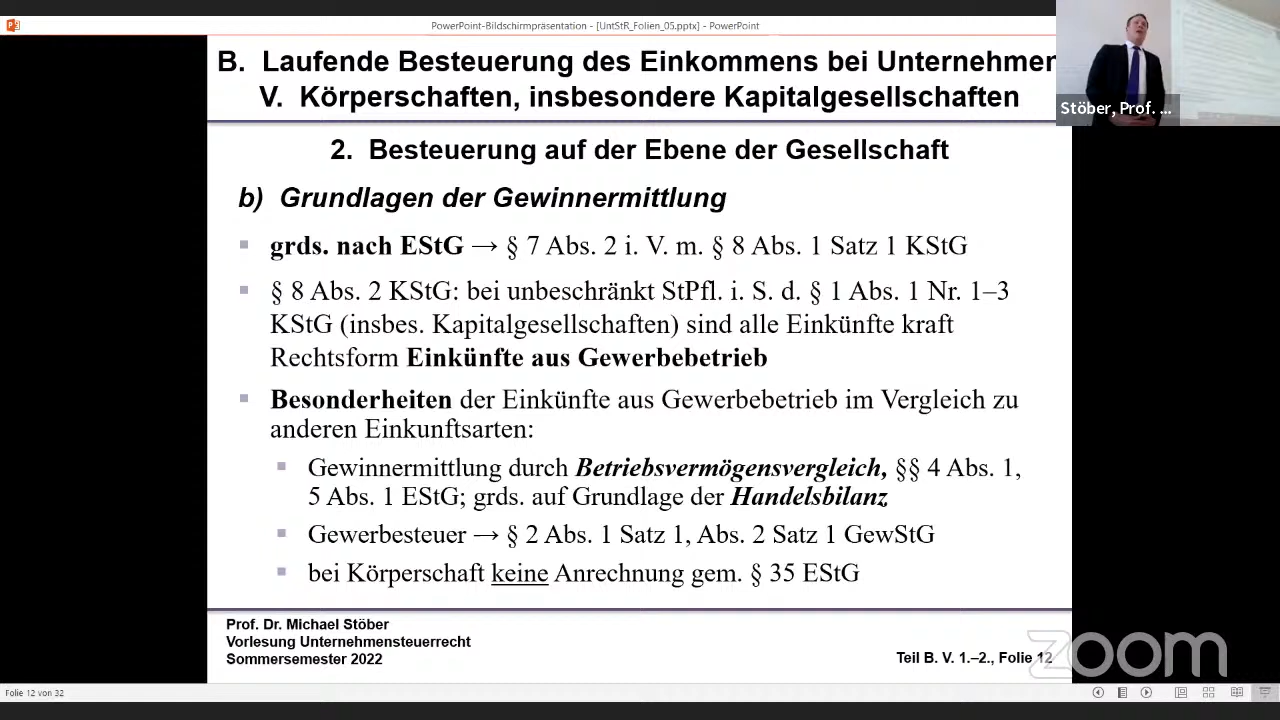 PowerPoint-Bildschirmpräsentation - [UntStR_Folien_05.pptx] - PowerPoint
B. Laufende Besteuerung des Einkommens bei Unternehmen
V. Körperschaften, insbesondere Kapitalgesellschaften
Stöber, Prof. ...
2. Besteuerung auf der Ebene der Gesellschaft
b) Grundlagen der Gewinnermittlung
grds. nach EStG → § 7 Abs. 2 i. V. m. § 8 Abs. 1 Satz 1 KStG
§ 8 Abs. 2 KStG: bei unbeschränkt StPfl. i. S. d. § 1 Abs. 1 Nr. 1–3
KStG (insbes. Kapitalgesellschaften) sind alle Einkünfte kraft
Rechtsform Einkünfte aus Gewerbebetrieb
Besonderheiten der Einkünfte aus Gewerbebetrieb im Vergleich zu
anderen Einkunftsarten:
Gewinnermittlung durch Betriebsvermögensvergleich, §§ 4 Abs. 1,
5 Abs. 1 EStG; grds. auf Grundlage der Handelsbilanz
Gewerbesteuer → § 2 Abs. 1 Satz 1, Abs. 2 Satz 1 GewStG
bei Körperschaft keine Anrechnung gem. § 35 EStG
Prof. Dr. Michael Stöber
Vorlesung Unternehmensteuerrecht
Sommersemester 2022
Teil B. V. 1.–2., Folie 12
zoom
Folie 12 von 32